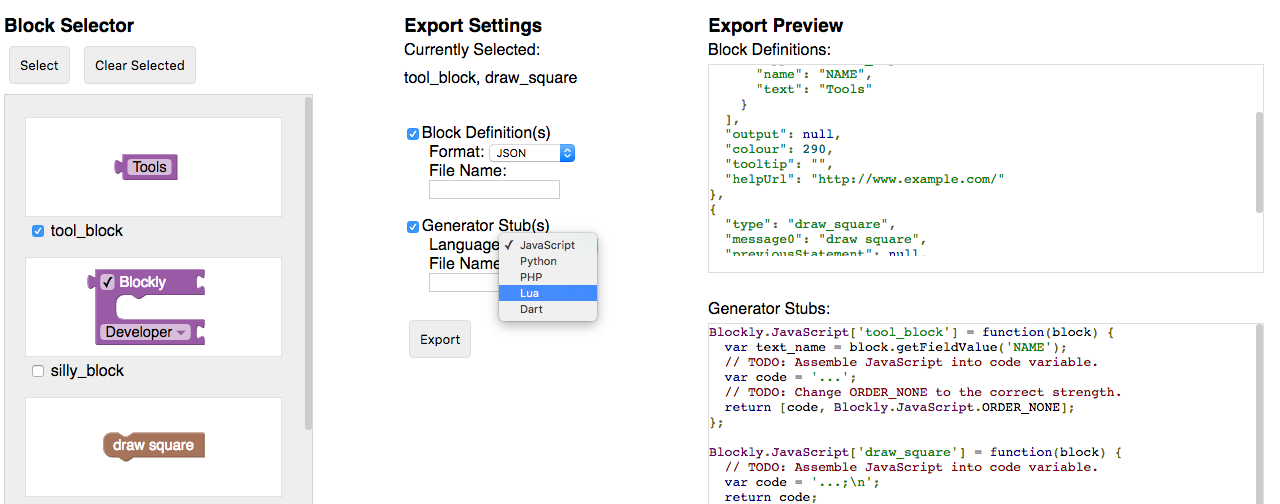 Block Selector
Select
Clear Selected
Tools
tool_block
Blockly
Developer
silly_block
draw square
Export Settings
Currently Selected:
tool_block, draw_square
Block Definition(s)
Format: JSON
File Name:
Generator Stub(s)
Language
JavaScript
File Name
Python
PHP
Lua
Dart
Export
Export Preview
Block Definitions:
"name": "NAME",
"text": "Tools"
}
],
"output": null,
"colour": 290,
"tooltip": "",
"helpUrl": "http://www.example.com/"
},
{
"type": "draw_square",
"message0": "draw square",
"previousStatement": null,
Generator Stubs:
Blockly.JavaScript['tool_block'] = function(block) {
var text_name = block.getFieldValue('NAME');
// TODO: Assemble JavaScript into code variable.
var code = '...';
// TODO: Change ORDER_NONE to the correct strength.
return [code, Blockly.JavaScript.ORDER_NONE];
};
Blockly.JavaScript['draw_square'] = function(block) {
// TODO: Assemble JavaScript into code variable.
var code = '...;\n';
return code;